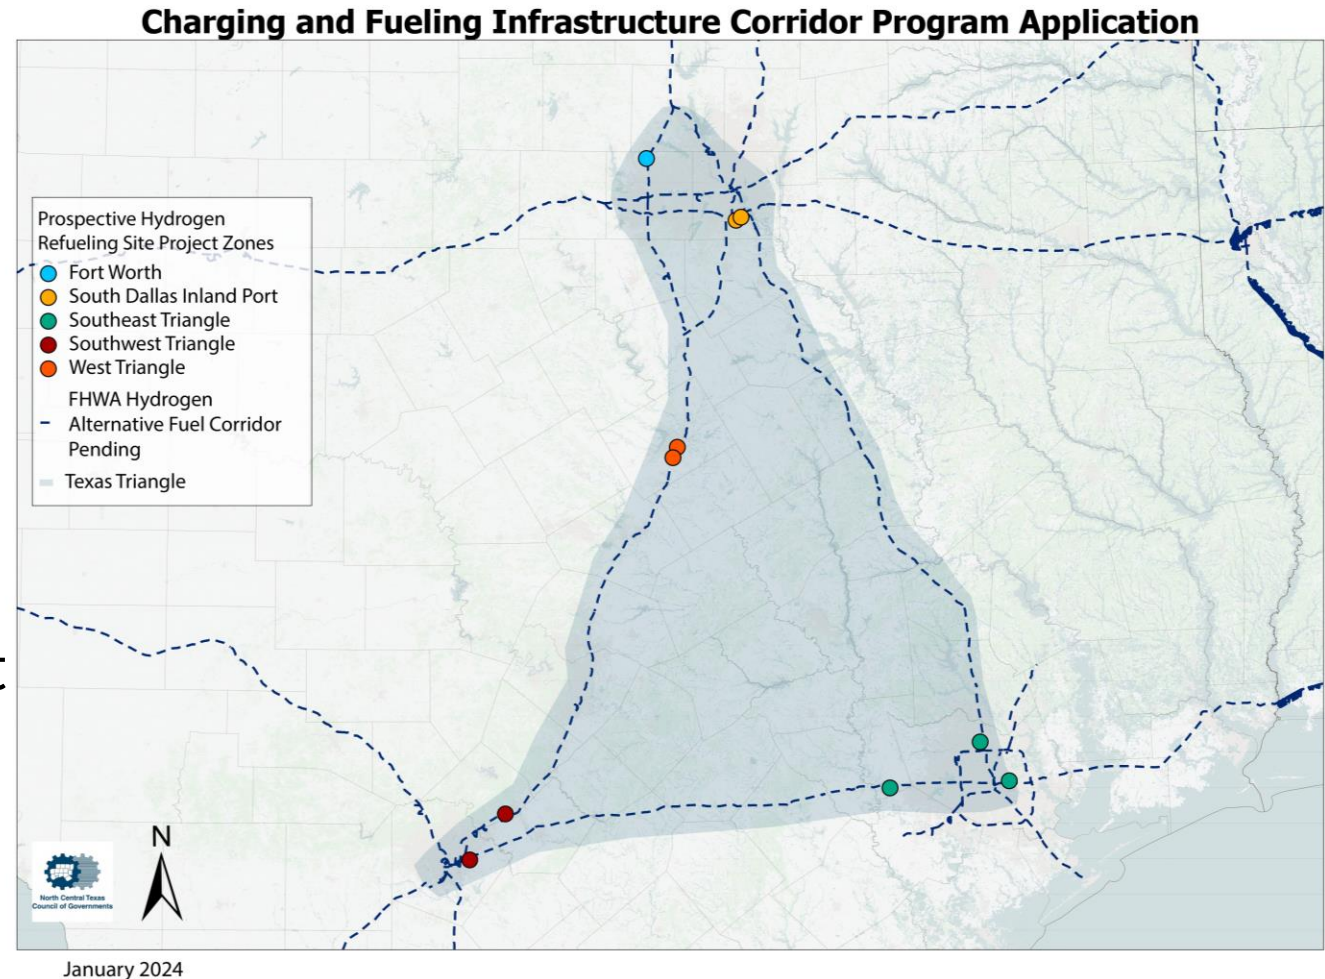 Charging and Fueling Infrastructure Corridor Program Application
Prospective Hydrogen
Refueling Site Project Zones
Fort Worth
South Dallas Inland Port
Southeast Triangle
Southwest Triangle
West Triangle
FHWA Hydrogen
Alternative Fuel Corridor
Pending
Texas Triangle
t
N
North Central Texas
Council of Governments
January 2024